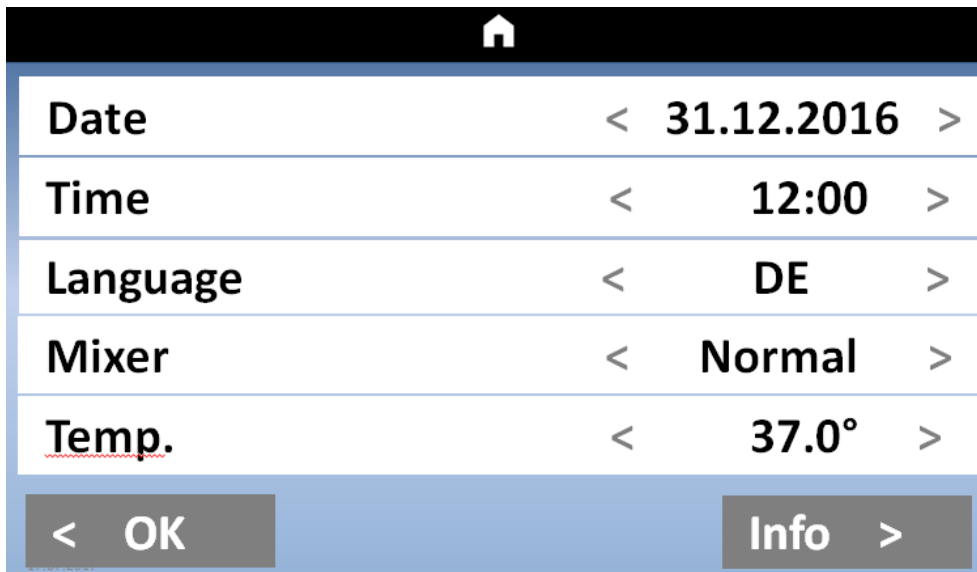 Date < 31.12.2016 >
Time < 12:00 >
Language < DE >
Mixer < Normal >
Temp. < 37.0° >
< OK Info >